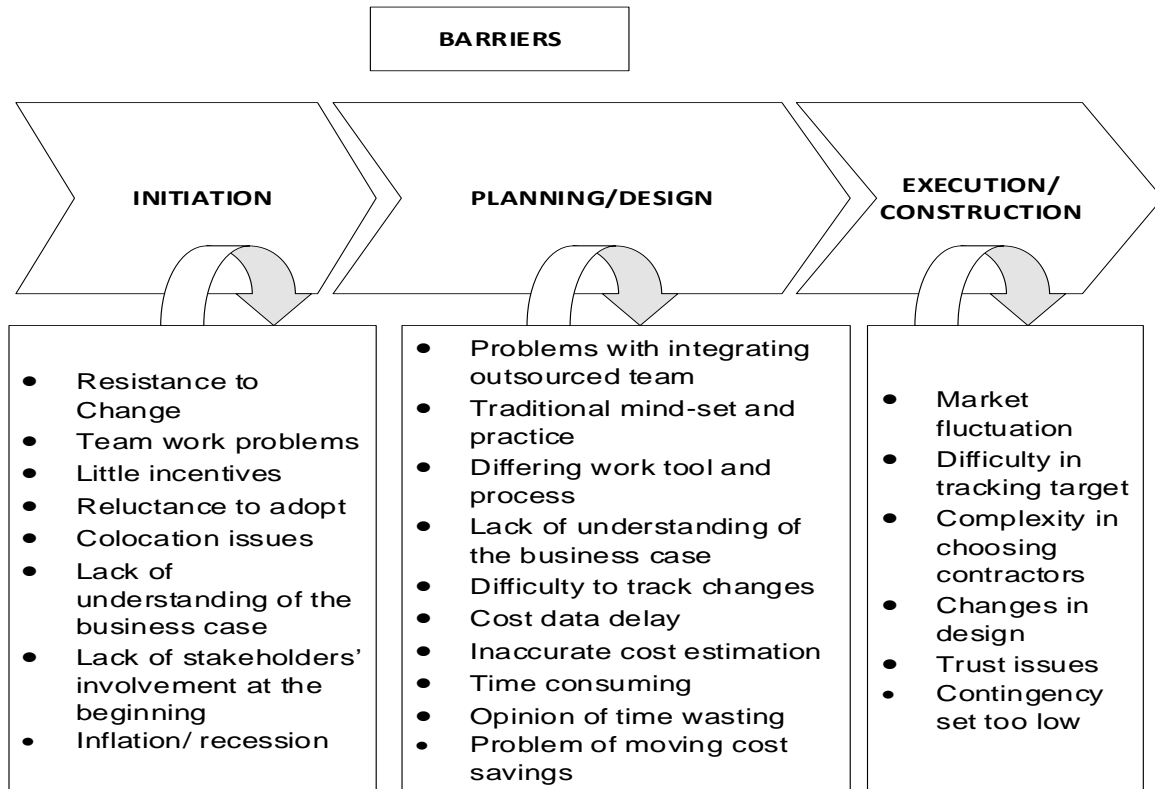 BARRIERS
INITIATION
PLANNING/DESIGN
EXECUTION/
CONSTRUCTION
• Resistance to
Change
• Team work problems
• Little incentives
• Reluctance to adopt
• Colocation issues
• Lack of
understanding of the
business case
• Lack of stakeholders’
involvement at the
beginning
• Inflation/ recession
• Problems with integrating
outsourced team
• Traditional mind-set and
practice
• Differing work tool and
process
• Lack of understanding of
the business case
• Difficulty to track changes
• Cost data delay
• Inaccurate cost estimation
• Time consuming
• Opinion of time wasting
• Problem of moving cost
savings
• Market
fluctuation
• Difficulty in
tracking target
• Complexity in
choosing
contractors
• Changes in
design
• Trust issues
• Contingency
set too low